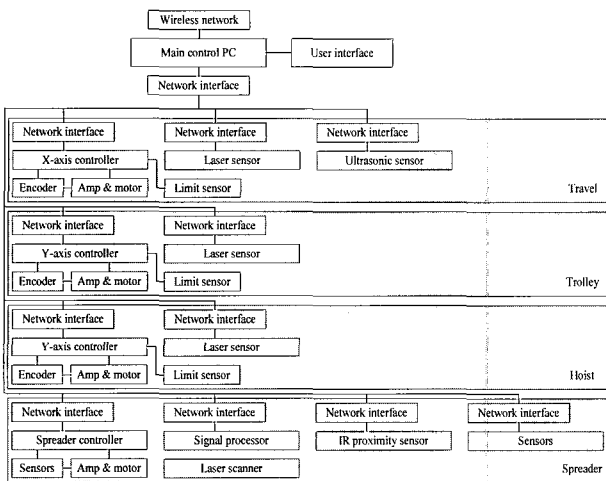 Wireless network
Main control PC
User interface
Network interface
Network interface
Network interface
Network interface
X-axis controller
Laser sensor
Ultrasonic sensor
Encoder
Amp & motor
Limit sensor
Travel
Network interface
Network interface
Y-axis controller
Laser sensor
Encoder
Amp & motor
Limit sensor
Trolley
Network interface
Network interface
Y-axis controller
Laser sensor
Encoder
Amp & motor
Limit sensor
Hoist
Network interface
Network interface
Network interface
Network interface
Spreader controller
Signal processor
IR proximity sensor
Sensors
Sensors
Amp & motor
Laser scanner
Spreader